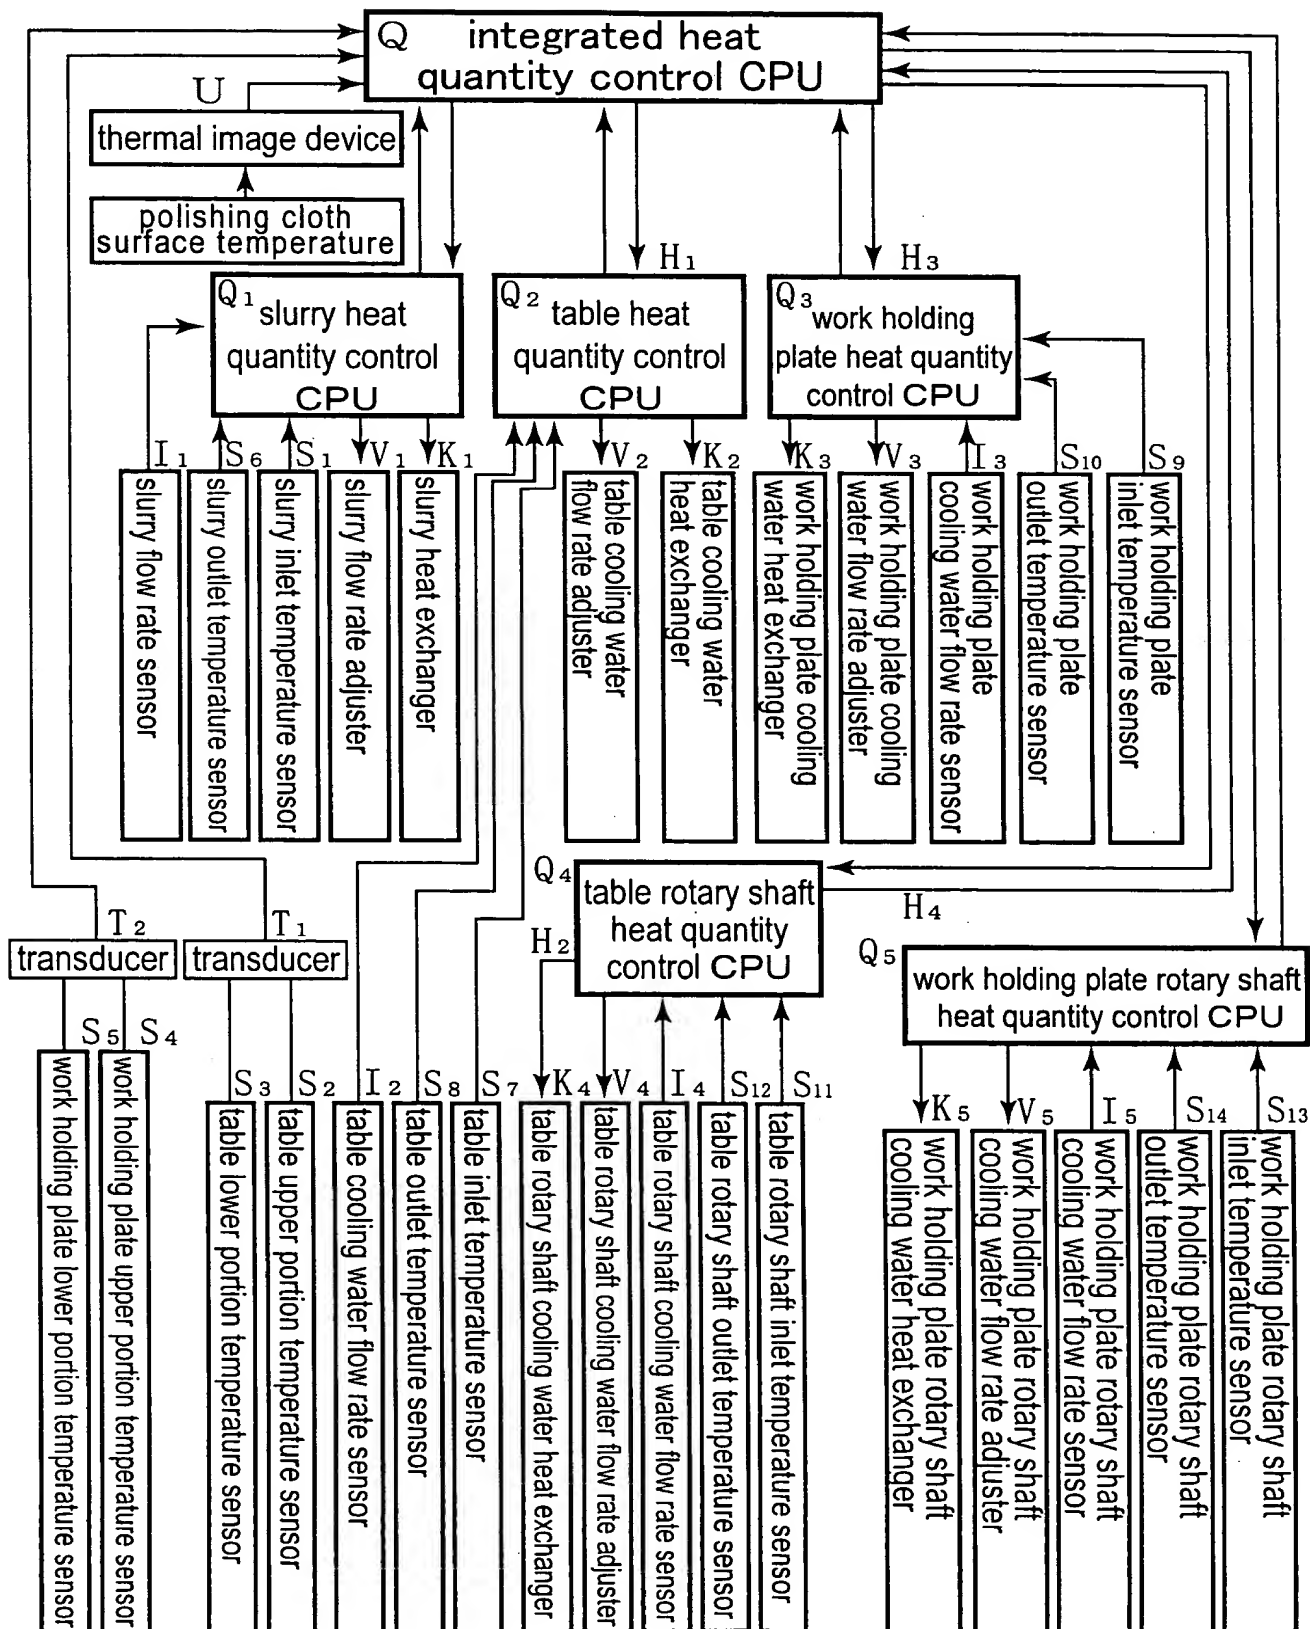 Q integrated heat
quantity control CPU
U
thermal image device
polishing cloth
surface temperature
H1
H3
Q1 slurry heat
quantity control
CPU
Q2 table heat
quantity control
CPU
Q3 work holding
plate heat quantity
control CPU
I1
S6
S1
V1
K1
V2
K2
K3
V3
I3
S10
S9
slurry flow rate sensor
slurry outlet temperature sensor
slurry inlet temperature sensor
slurry flow rate adjuster
slurry heat exchanger
table cooling water
flow rate adjuster
table cooling water
heat exchanger
work holding plate cooling
water heat exchanger
work holding plate cooling
water flow rate adjuster
work holding plate
cooling water flow rate sensor
work holding plate
outlet temperature sensor
work holding plate
inlet temperature sensor
Q4
table rotary shaft
heat quantity
control CPU
H4
H2
T2
transducer
T1
transducer
Q5
work holding plate rotary shaft
heat quantity control CPU
S5
S4
S3
S2
I2
S8
S7
K4
V4
I4
S12
S11
K5
V5
I5
S14
S13
work holding plate lower portion temperature sensor
work holding plate upper portion temperature sensor
table lower portion temperature sensor
table upper portion temperature sensor
table cooling water flow rate sensor
table outlet temperature sensor
table inlet temperature sensor
table rotary shaft cooling water heat exchanger
table rotary shaft cooling water flow rate adjuster
table rotary shaft cooling water flow rate sensor
table rotary shaft outlet temperature sensor
table rotary shaft inlet temperature sensor
work holding plate rotary shaft
cooling water heat exchanger
work holding plate rotary shaft
cooling water flow rate adjuster
work holding plate rotary shaft
cooling water flow rate sensor
work holding plate rotary shaft
outlet temperature sensor
work holding plate rotary shaft
inlet temperature sensor